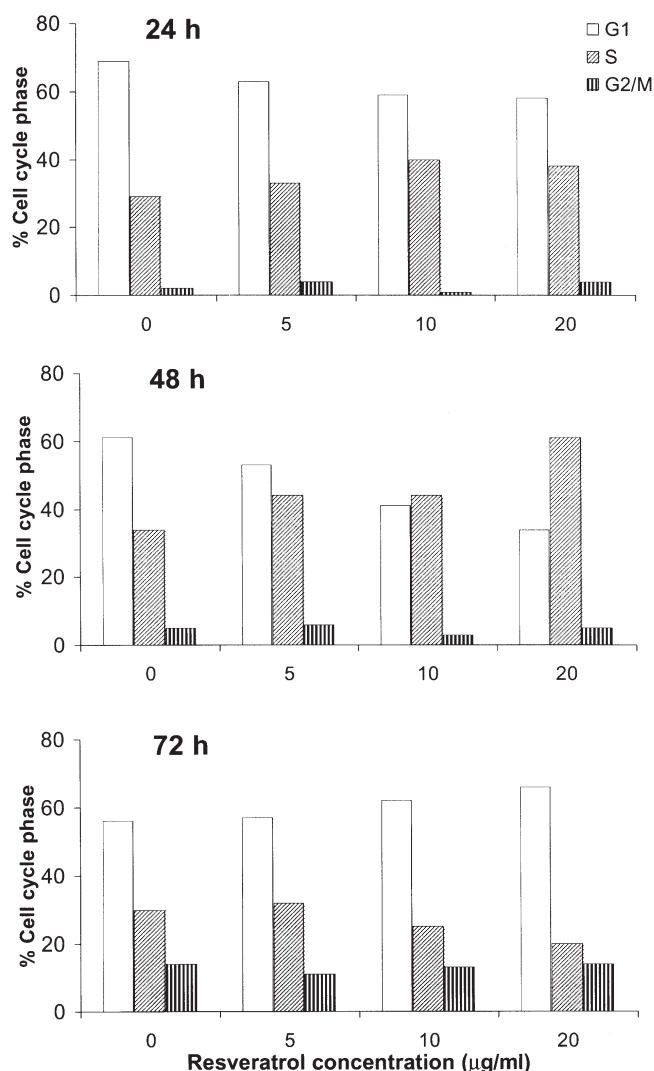 24 h
G1
S
G2/M
% Cell cycle phase
80
60
40
20
0
0 5 10 20
48 h
% Cell cycle phase
80
60
40
20
0
0 5 10 20
72 h
% Cell cycle phase
80
60
40
20
0
0 5 10 20
Resveratrol concentration (μg/ml)